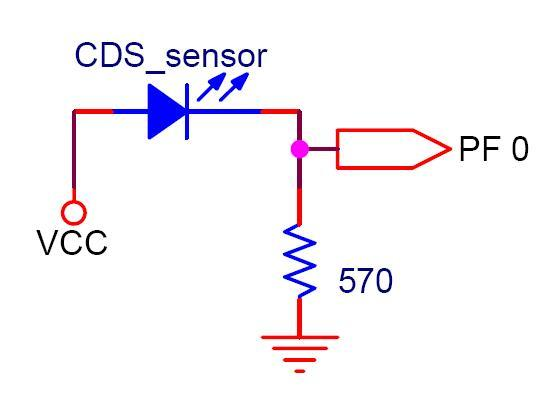 CDS_sensor
PF 0
VCC
570